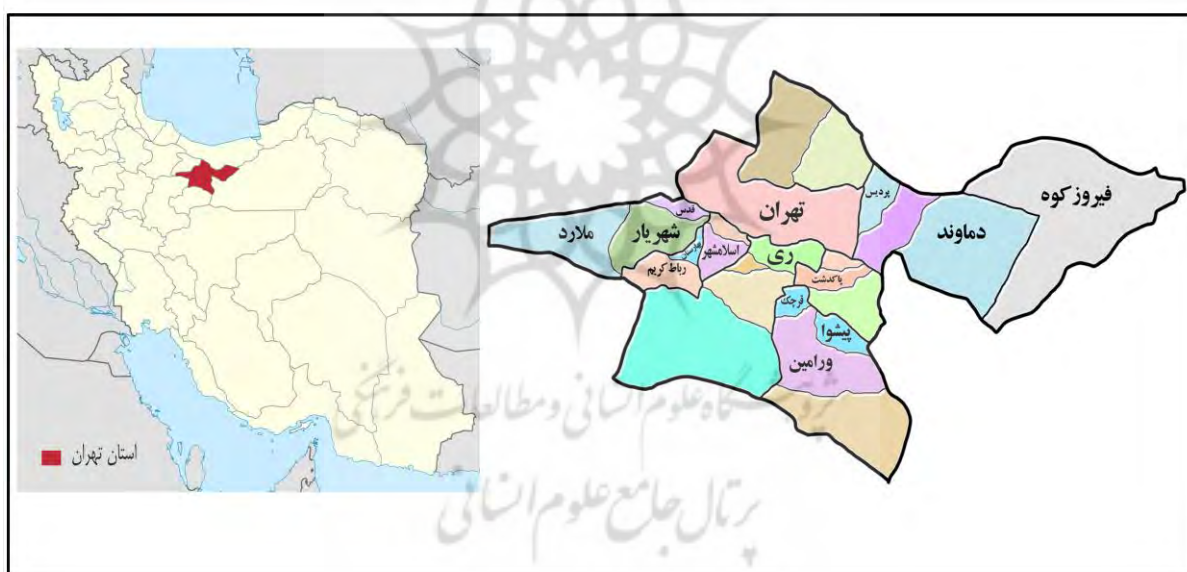 فیروزکوه
دماوند
پردیس
تهران
قدس
شهریار
ملارد
اسلامشهر
ری
رباط کریم
پاکدشت
قرچک
پیشوا
ورامین
استان تهران
پژوهشگاه علوم انسانی و مطالعات فرهنگی
پرتال جامع علوم انسانی